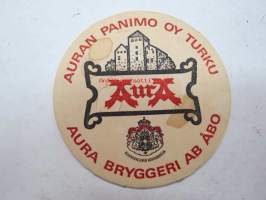 AURAN PANIMO OY TURKU
AurA
AURA BRYGGERI AB ÅBO